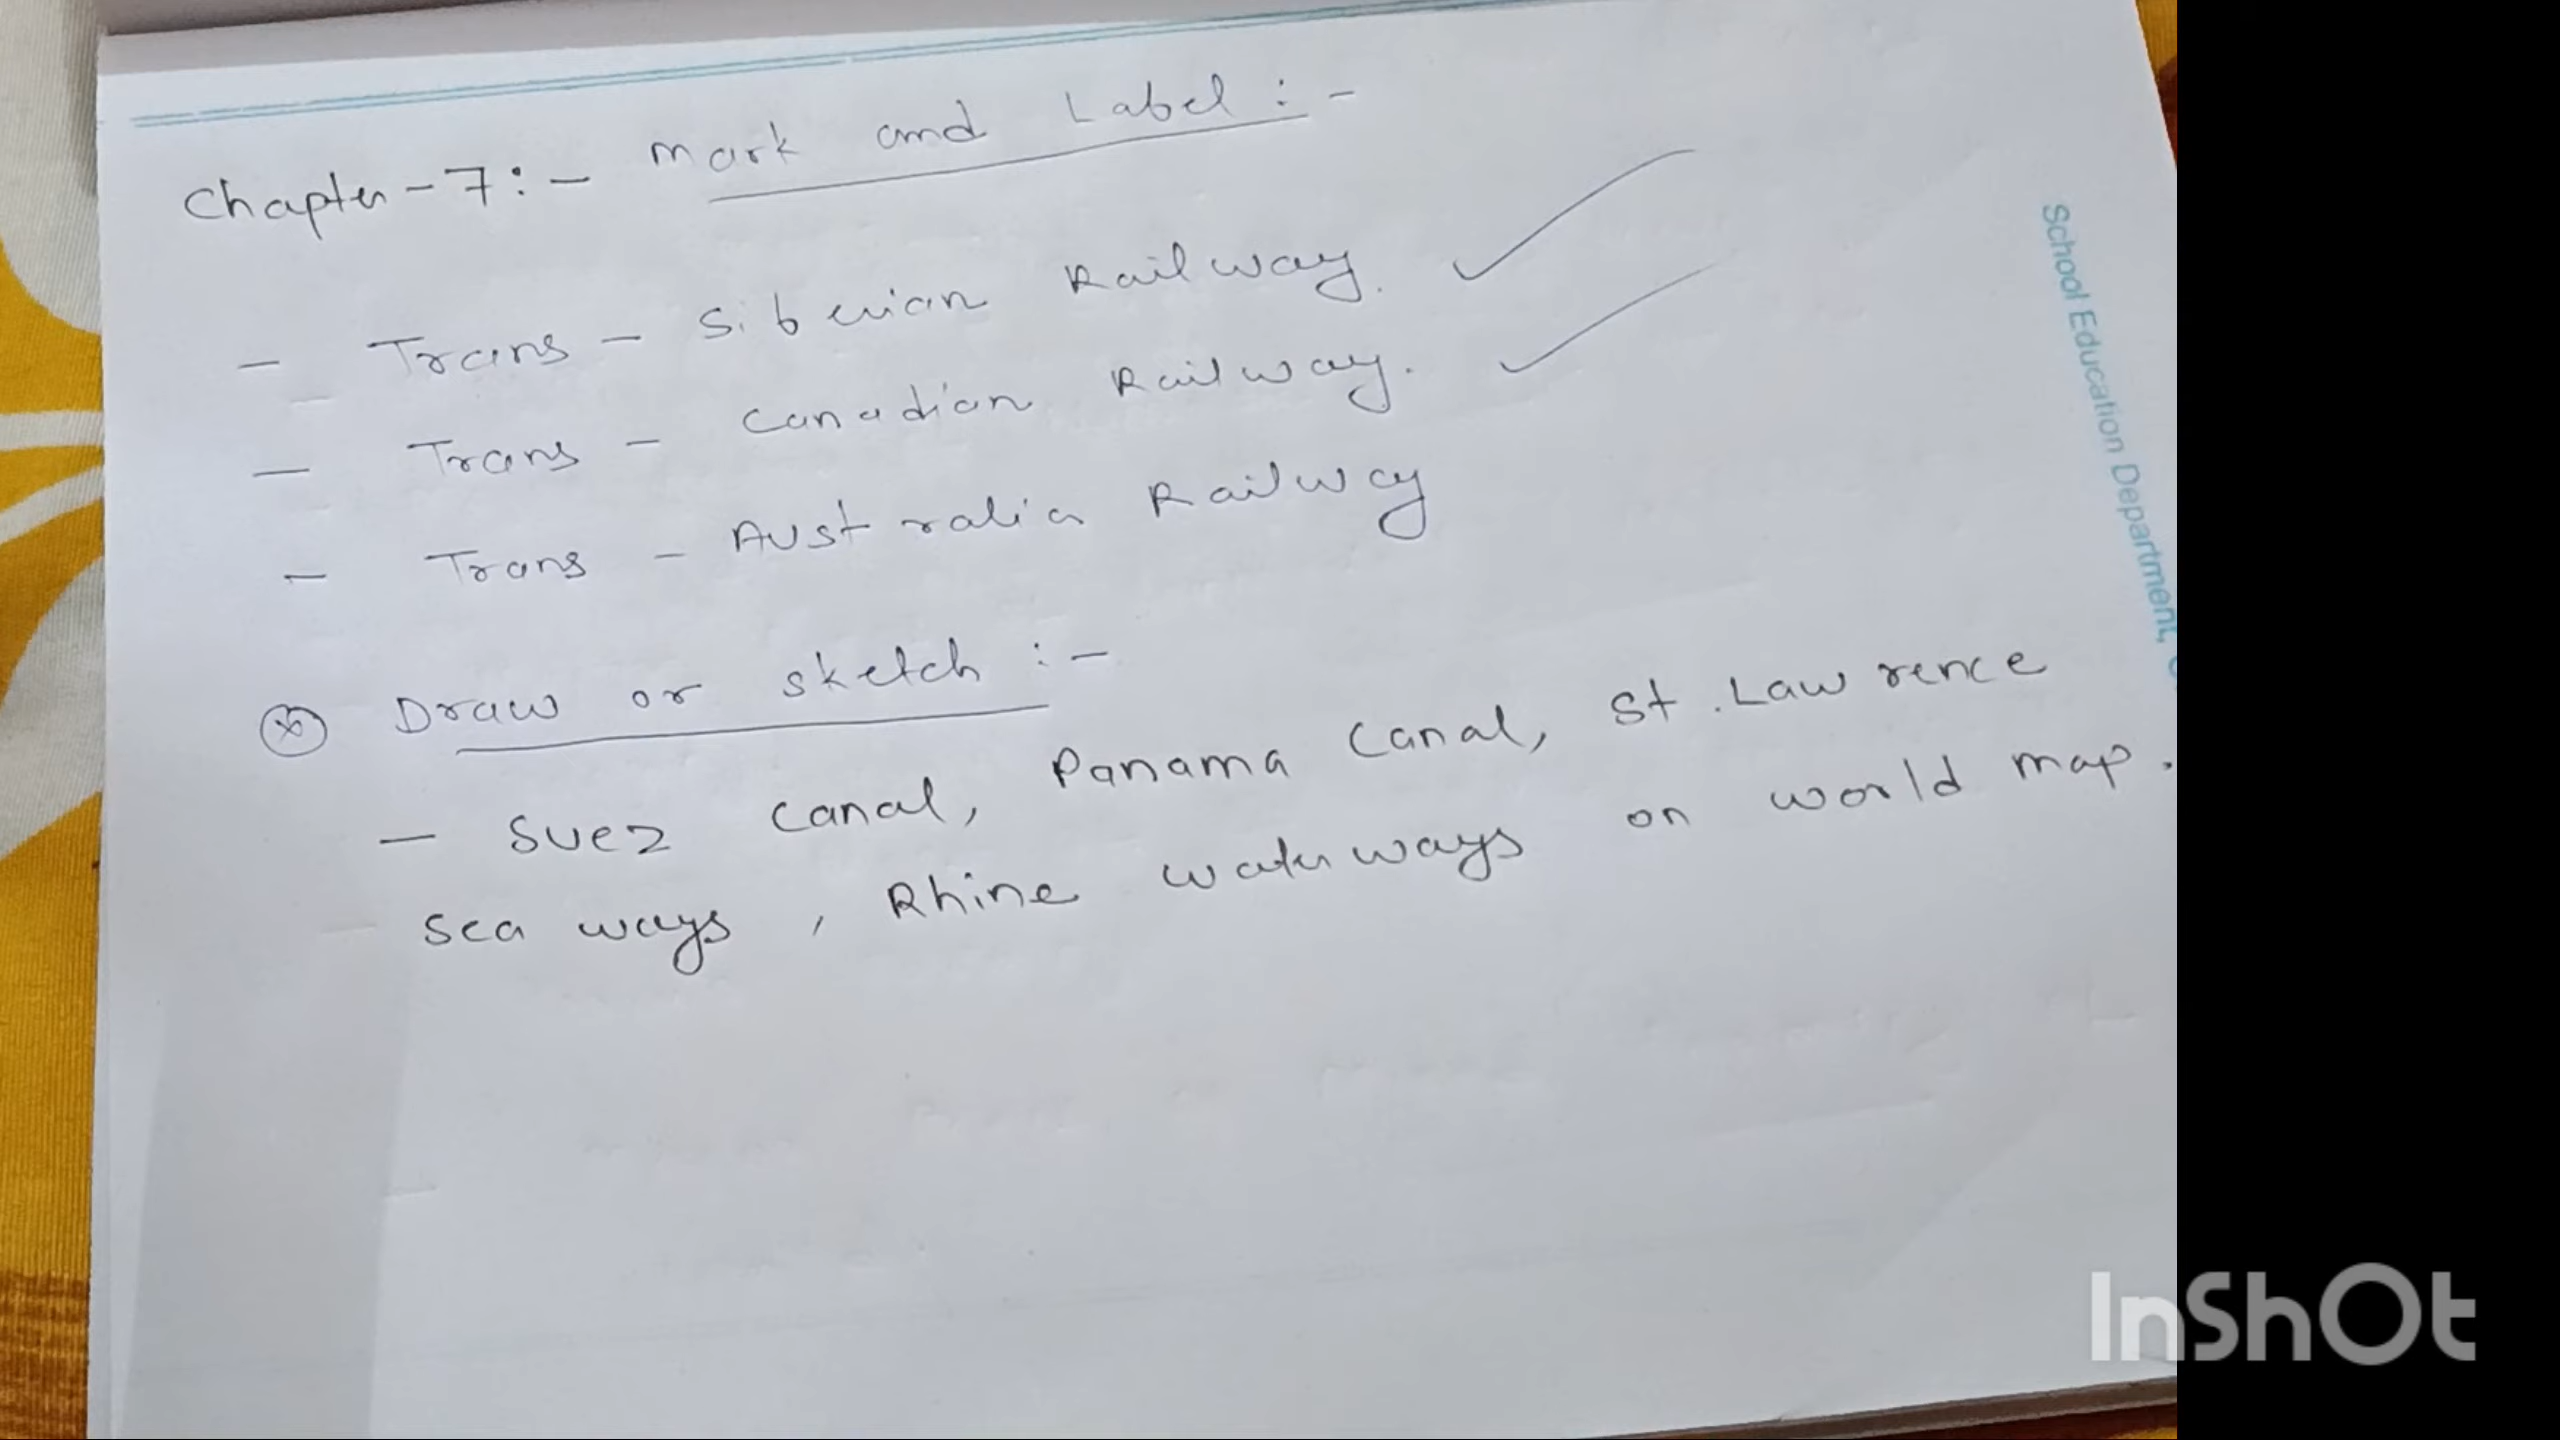 Chapter-7:- Mark and Label:-
- Trans - Siberian Railway.
- Trans - Canadian Railway.
- Trans - Australia Railway
Draw or sketch :-
- Suez Canal, Panama Canal, St. Lawrence
sea ways, Rhine waterways on world map.
School Education Department,
InShOt